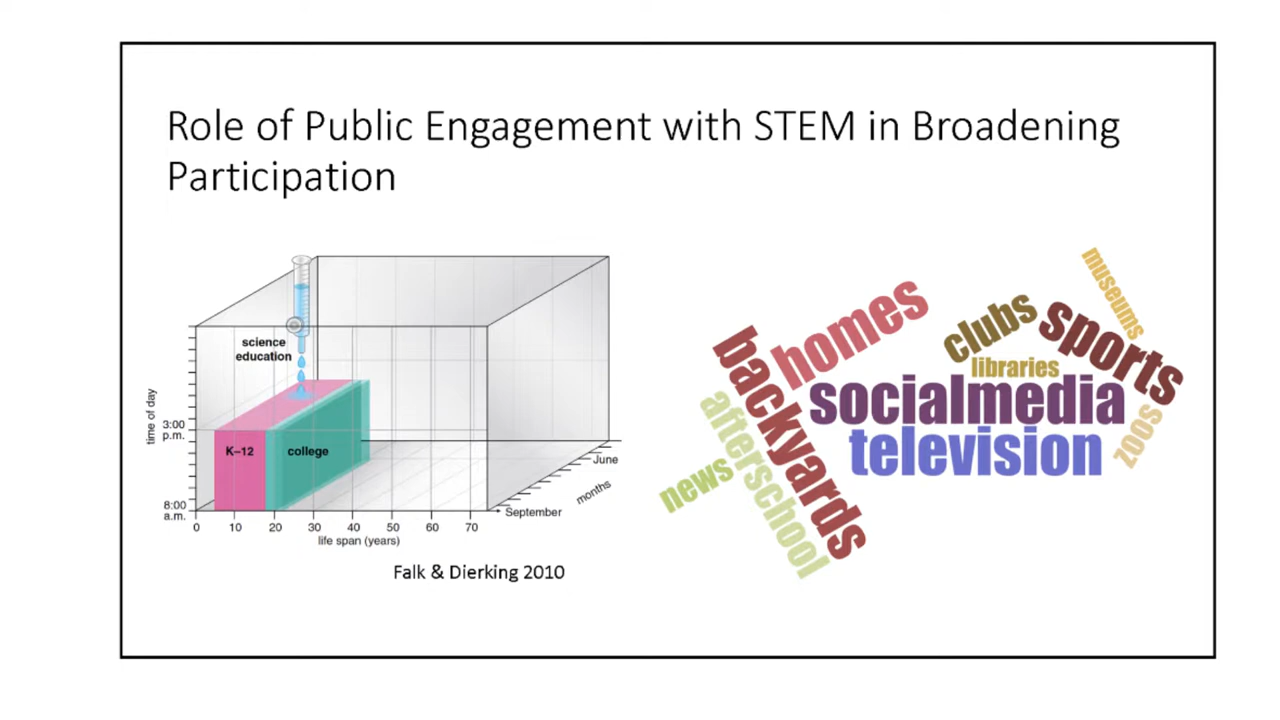 Role of Public Engagement with STEM in Broadening
Participation
science
education
time of day
3:00
p.m.
K–12
college
8:00
a.m.
0 10 20 30 40 50 60 70
life span (years)
September
June
months
Falk & Dierking 2010
museums
homes
clubs
sports
backyards
libraries
socialmedia
television
zoos
afterschool
news